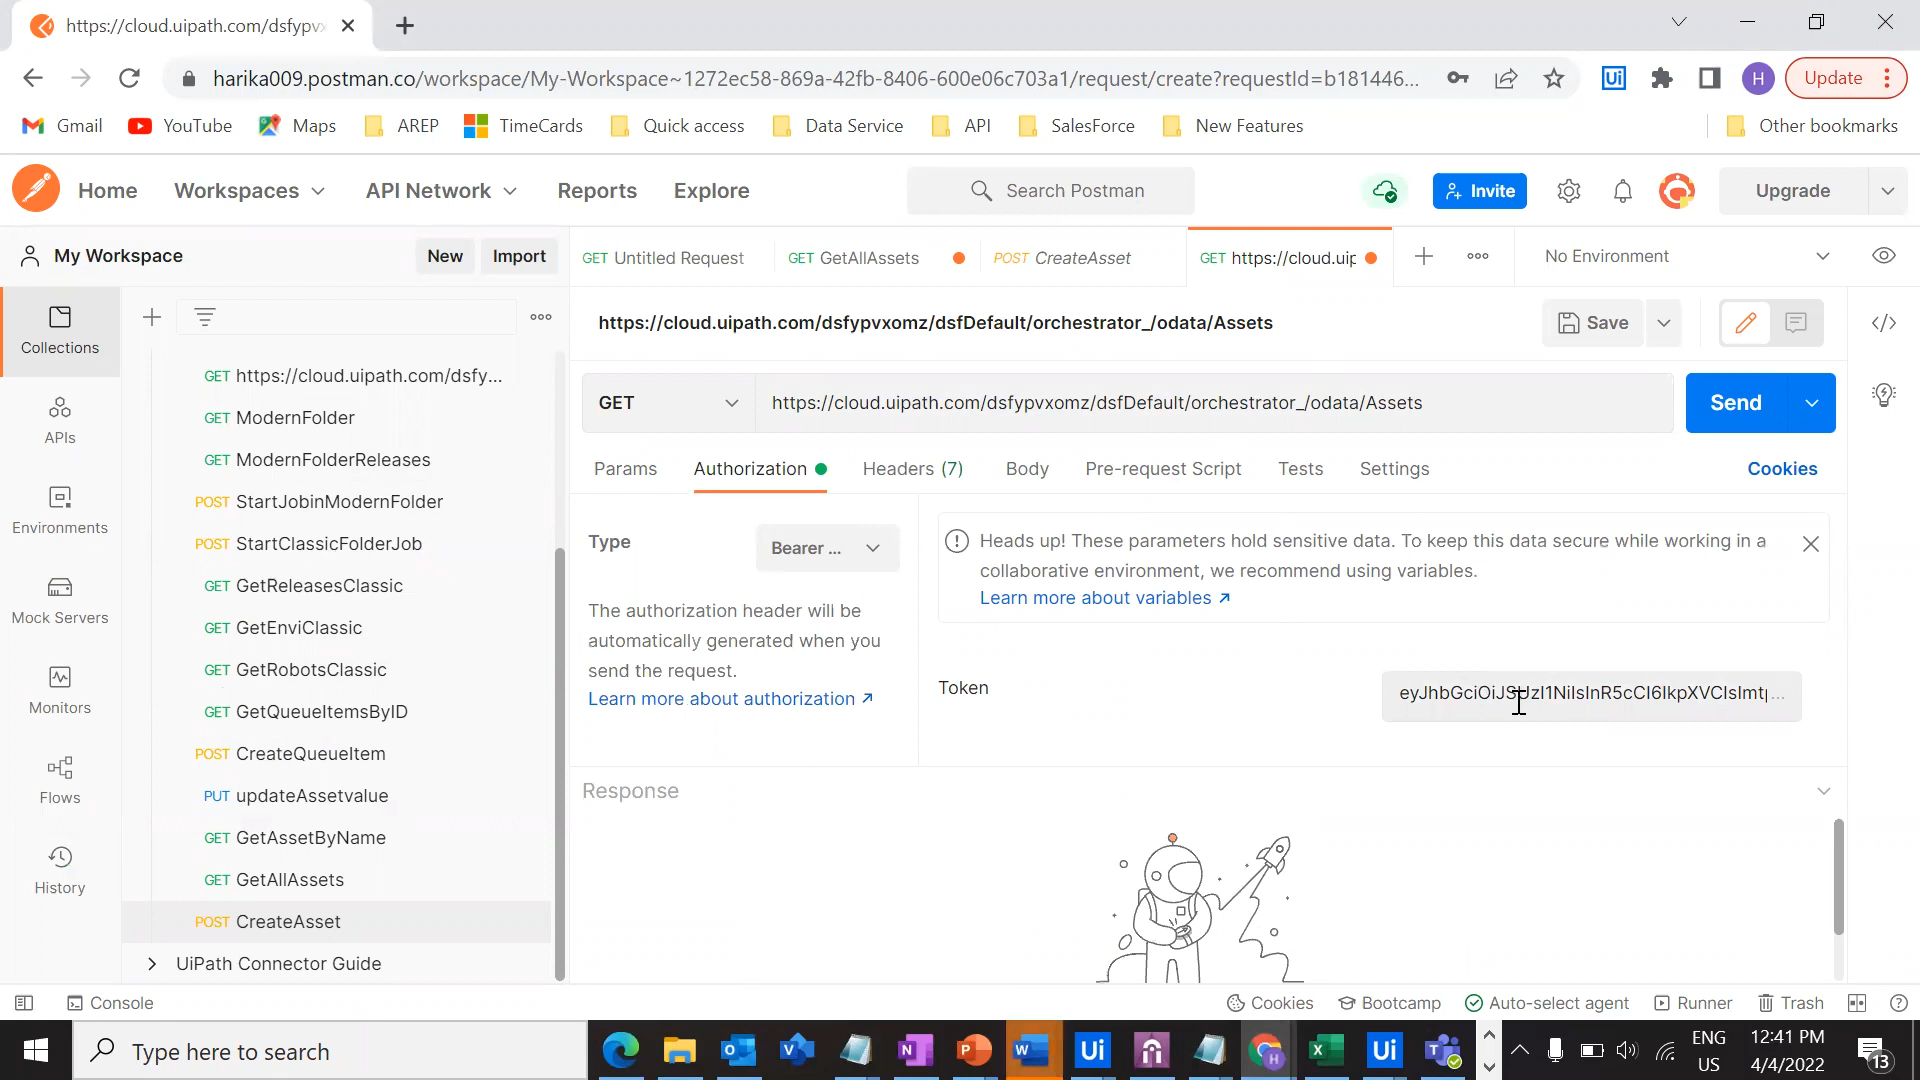 https://cloud.uipath.com/dsfypvx
harika009.postman.co/workspace/My-Workspace~1272ec58-869a-42fb-8406-600e06c703a1/request/create?requestId=b181446...
H
Update
Gmail
YouTube
Maps
AREP
TimeCards
Quick access
Data Service
API
SalesForce
New Features
Other bookmarks
Home
Workspaces
API Network
Reports
Explore
Search Postman
Invite
Upgrade
My Workspace
New
Import
GET Untitled Request
GET GetAllAssets
POST CreateAsset
GET https://cloud.uip
No Environment
Collections
APIs
Environments
Mock Servers
Monitors
Flows
History
GET https://cloud.uipath.com/dsfy...
GET ModernFolder
GET ModernFolderReleases
POST StartJobinModernFolder
POST StartClassicFolderJob
GET GetReleasesClassic
GET GetEnviClassic
GET GetRobotsClassic
GET GetQueueItemsByID
POST CreateQueueItem
PUT updateAssetvalue
GET GetAssetByName
GET GetAllAssets
POST CreateAsset
UiPath Connector Guide
https://cloud.uipath.com/dsfypvxomz/dsfDefault/orchestrator_/odata/Assets
Save
GET
https://cloud.uipath.com/dsfypvxomz/dsfDefault/orchestrator_/odata/Assets
Send
Params
Authorization
Headers (7)
Body
Pre-request Script
Tests
Settings
Cookies
Type
Bearer ...
The authorization header will be
automatically generated when you
send the request.
Learn more about authorization ↗
Heads up! These parameters hold sensitive data. To keep this data secure while working in a
collaborative environment, we recommend using variables.
Learn more about variables ↗
Token
Response
Console
Cookies
Bootcamp
Auto-select agent
Runner
Trash
Type here to search
ENG
US
12:41 PM
4/4/2022
13